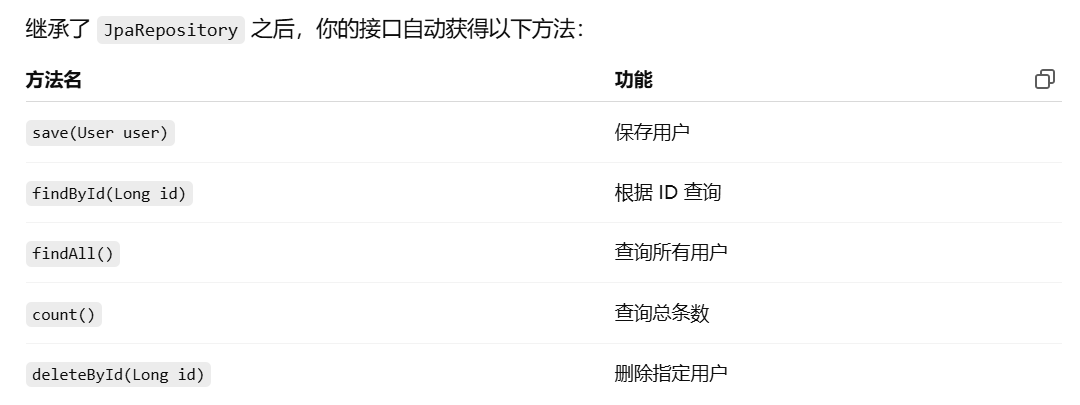 继承了 JpaRepository 之后，你的接口自动获得以下方法：
方法名 功能
save(User user) 保存用户
findById(Long id) 根据 ID 查询
findAll() 查询所有用户
count() 查询总条数
deleteById(Long id) 删除指定用户